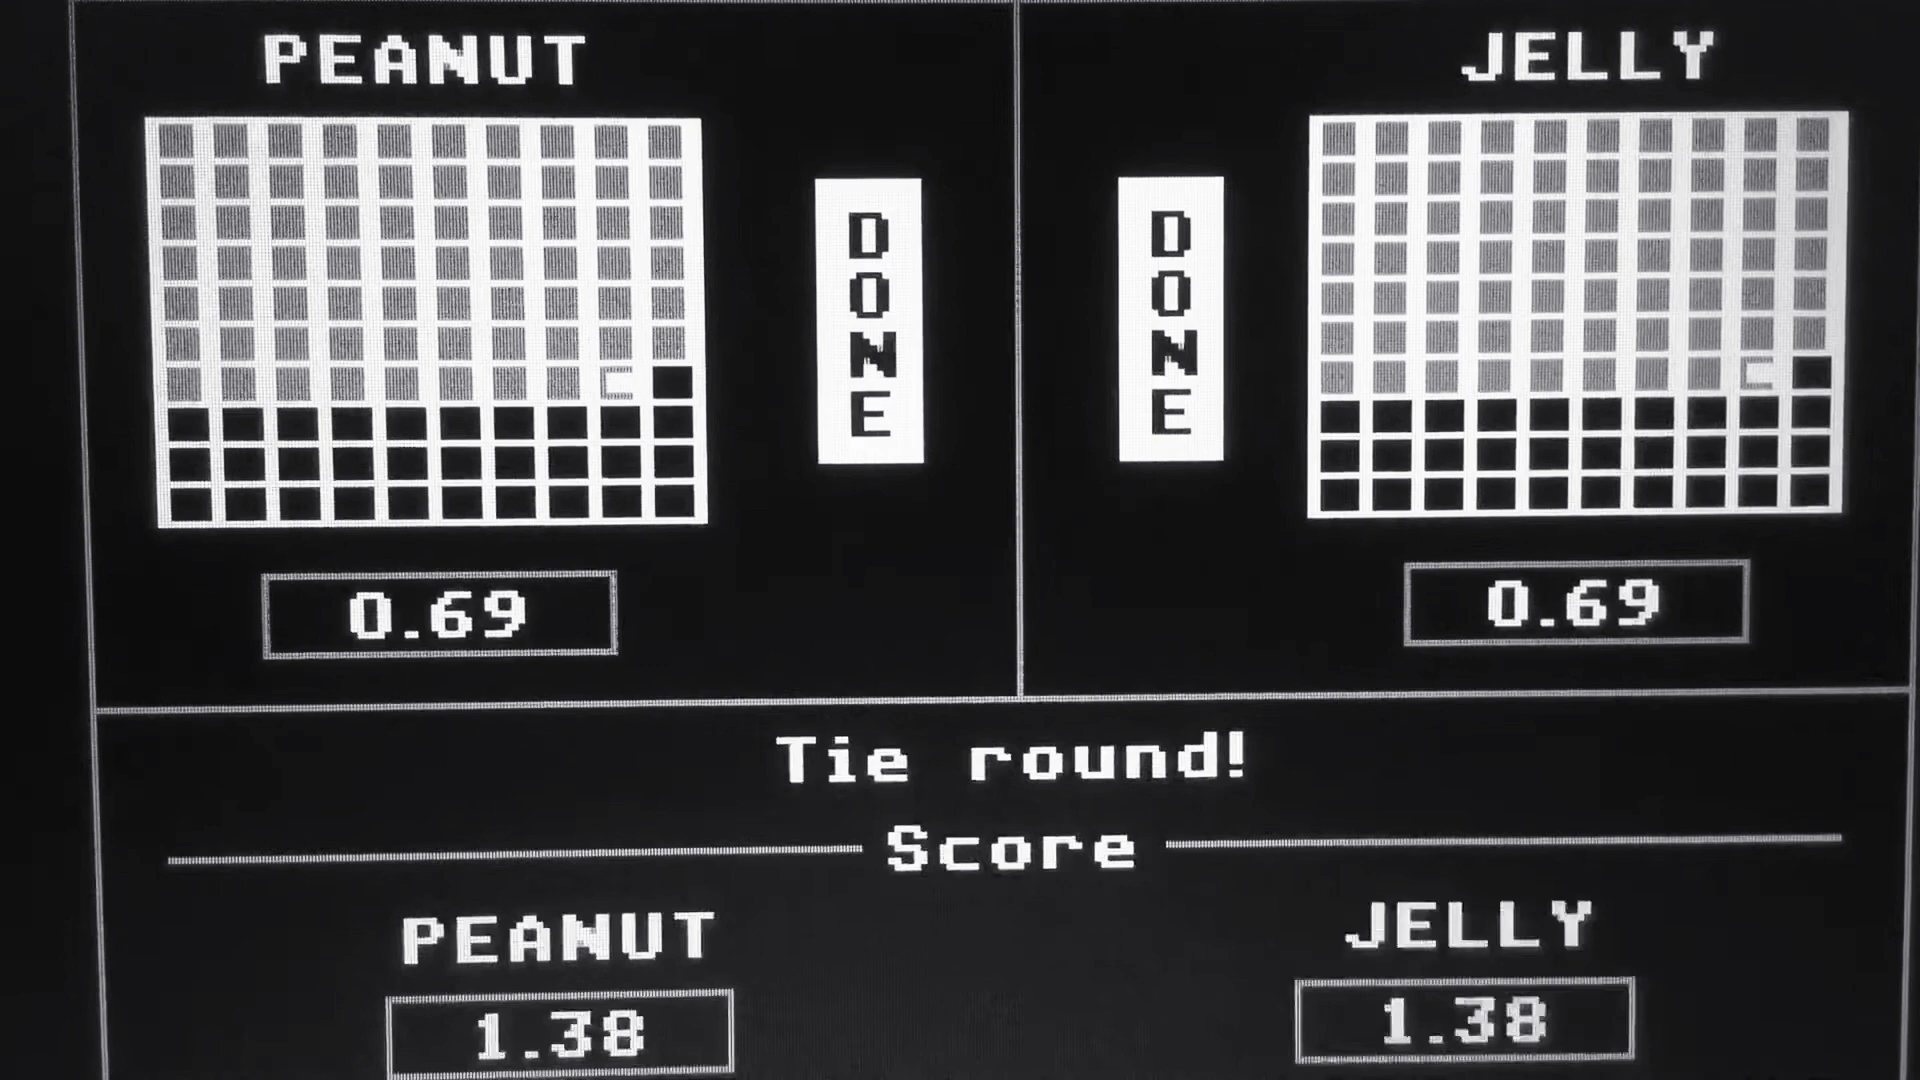 PEANUT
JELLY
DONE
DONE
0.69
0.69
Tie round!
Score
PEANUT
JELLY
1.38
1.38